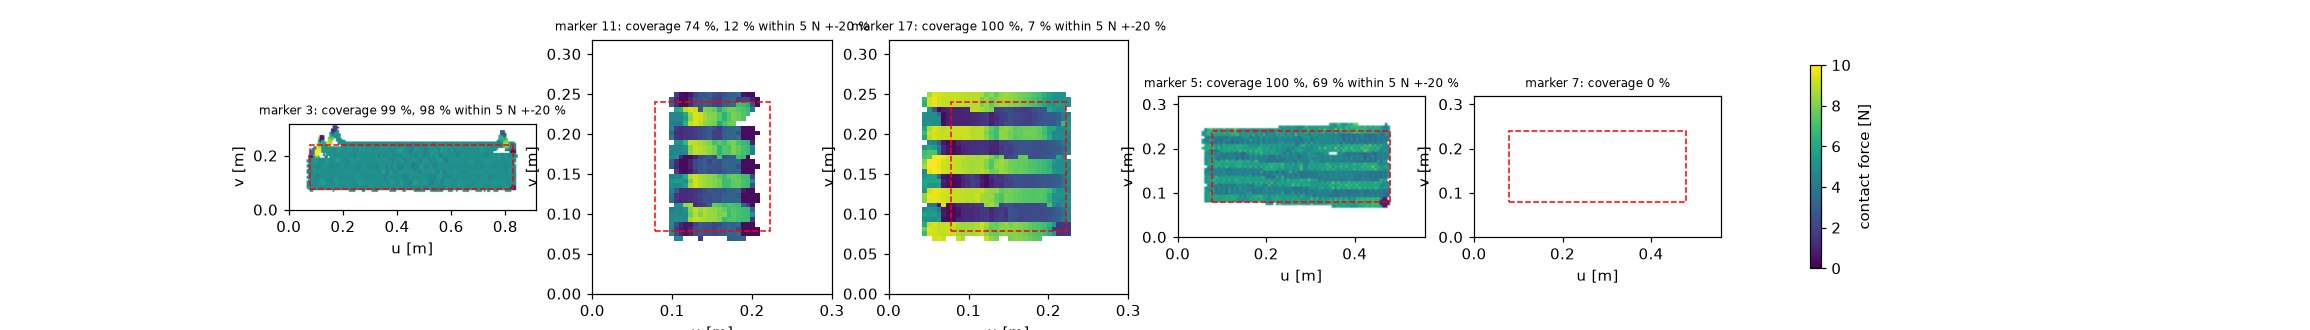 marker 3: coverage 99 %, 98 % within 5 N +-20 %
v [m]
0.2
0.0
0.0 0.2 0.4 0.6 0.8
u [m]
marker 11: coverage 74 %, 12 % within 5 N +-20 %
v [m]
0.30
0.25
0.20
0.15
0.10
0.05
0.00
0.0 0.1 0.2 0.3
u [m]
marker 17: coverage 100 %, 7 % within 5 N +-20 %
v [m]
0.30
0.25
0.20
0.15
0.10
0.05
0.00
0.0 0.1 0.2 0.3
u [m]
marker 5: coverage 100 %, 69 % within 5 N +-20 %
v [m]
0.3
0.2
0.1
0.0
0.0 0.2 0.4
u [m]
marker 7: coverage 0 %
v [m]
0.3
0.2
0.1
0.0
0.0 0.2 0.4
u [m]
10
8
6
4
2
0
contact force [N]